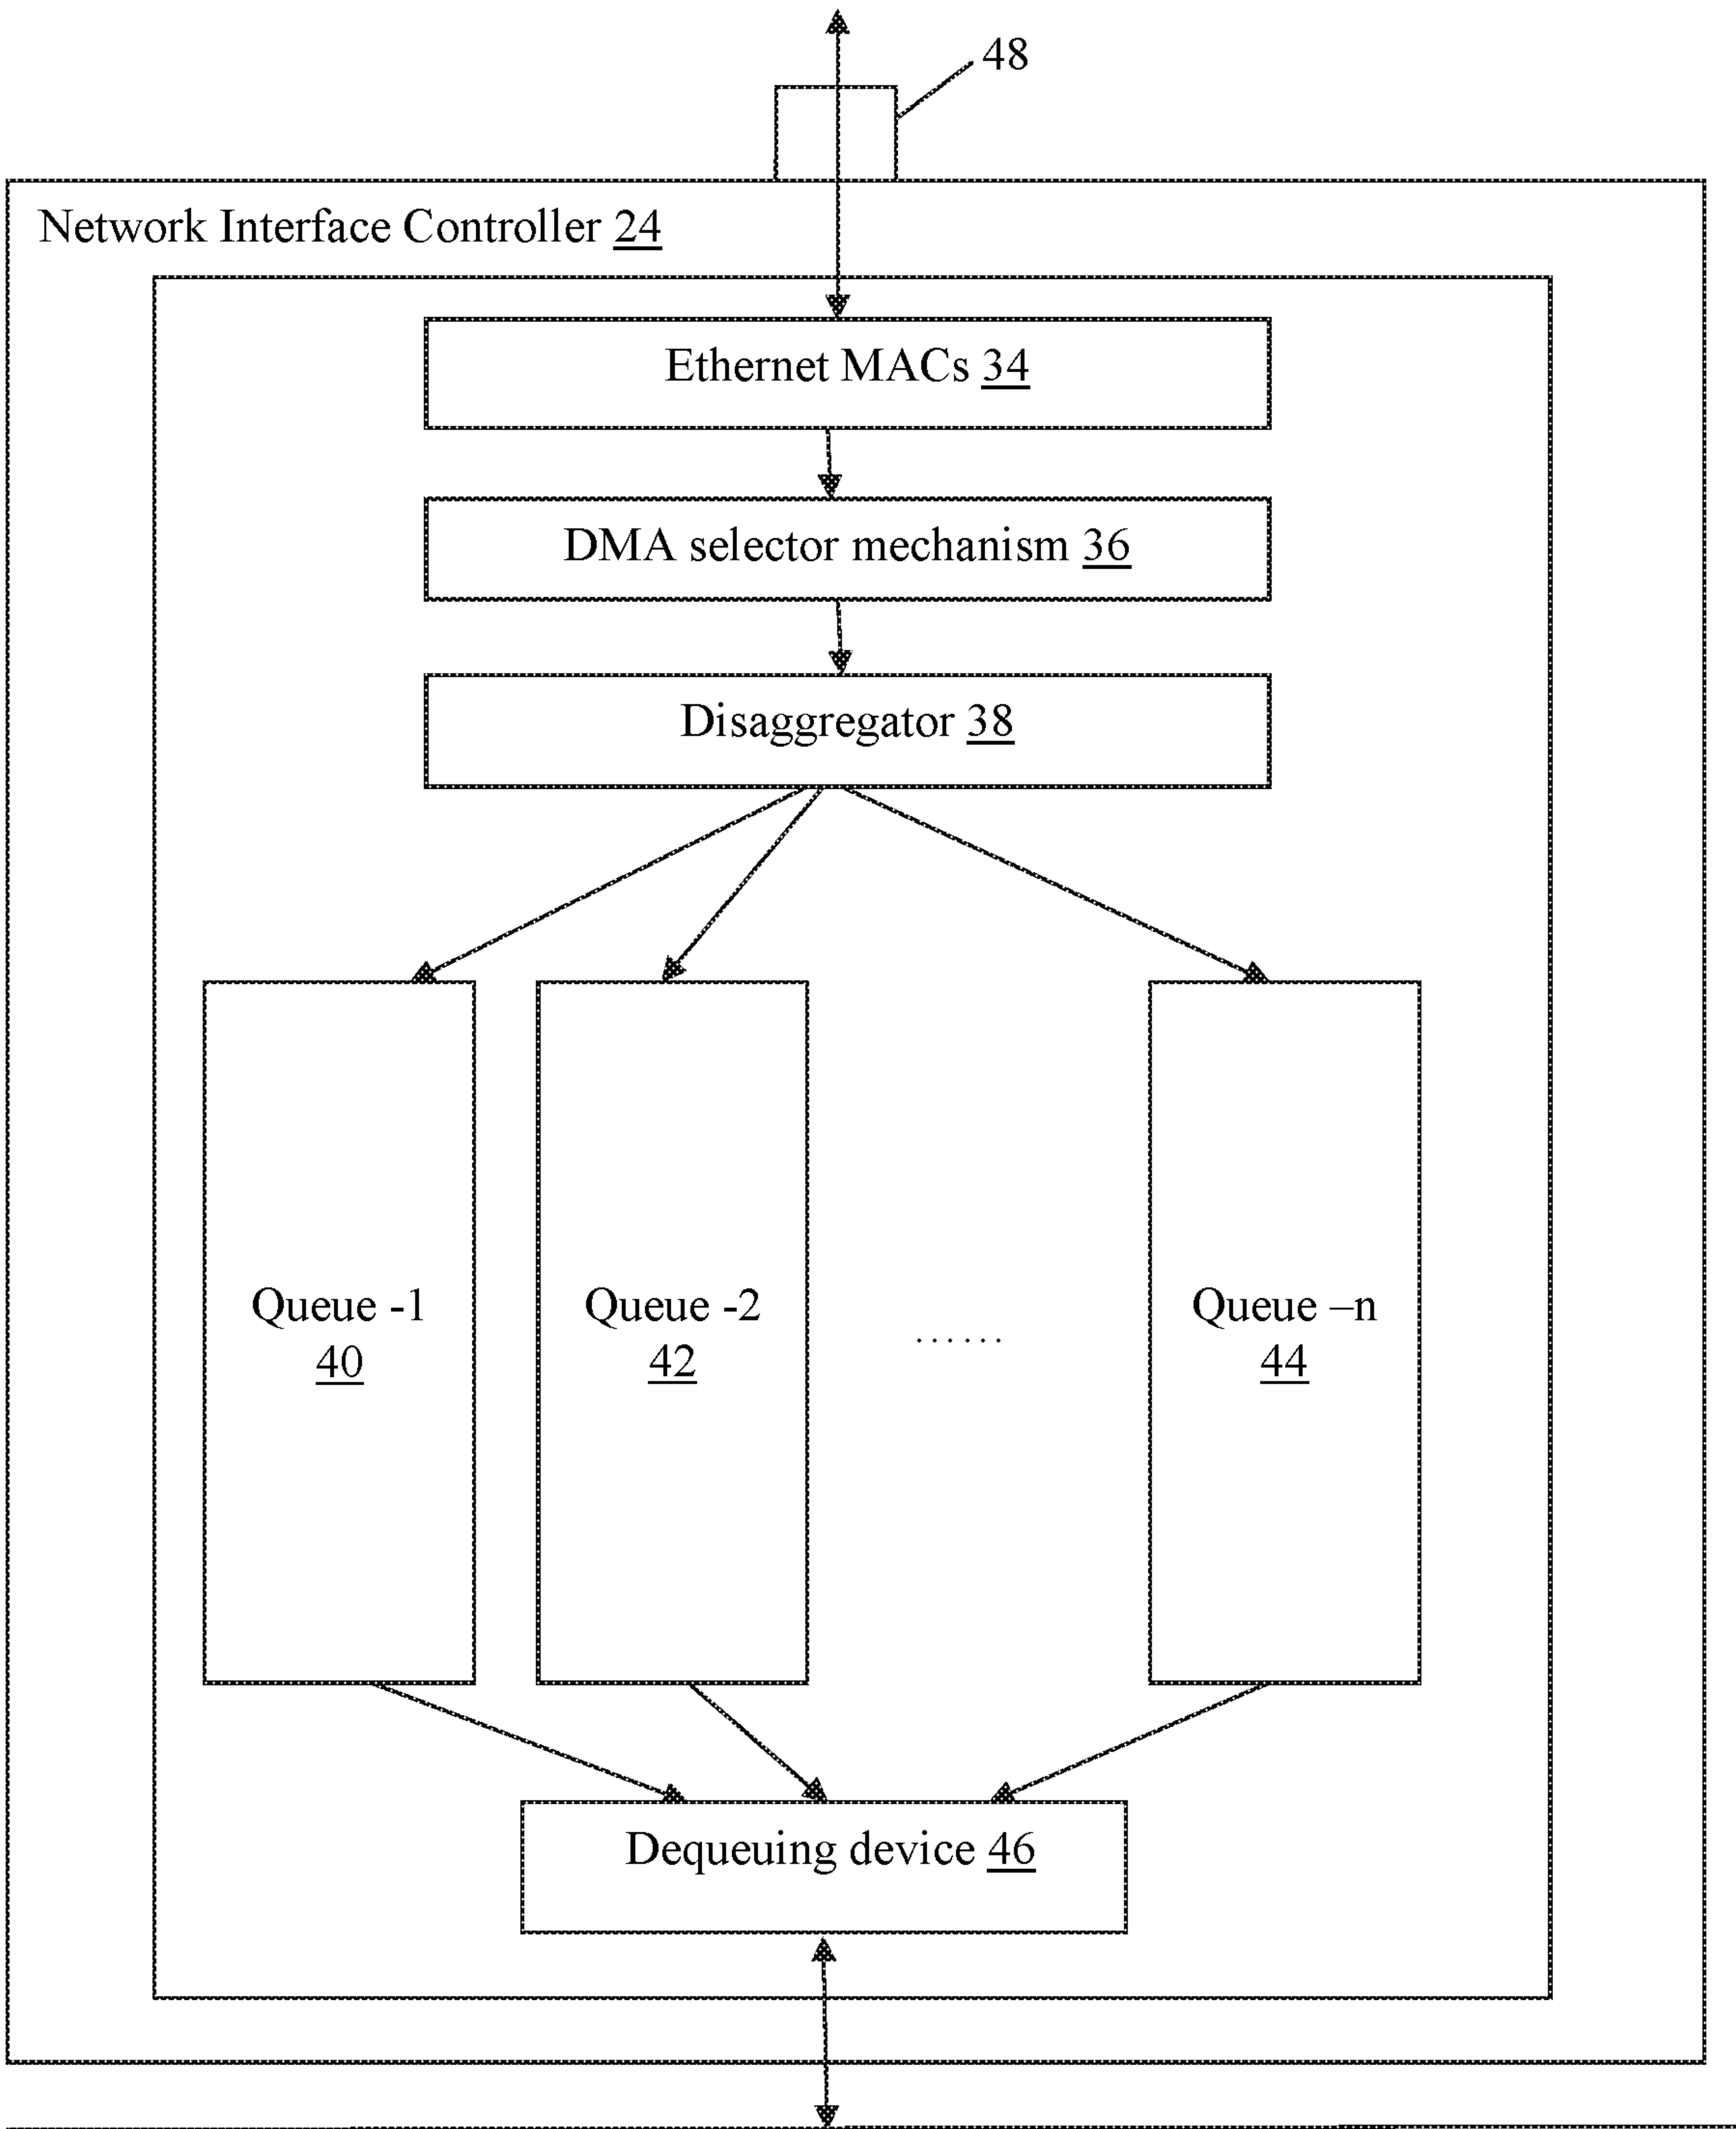 48
Network Interface Controller 24
Ethernet MACs 34
DMA selector mechanism 36
Disaggregator 38
Queue -1
40
Queue -2
42
......
Queue –n
44
Dequeuing device 46